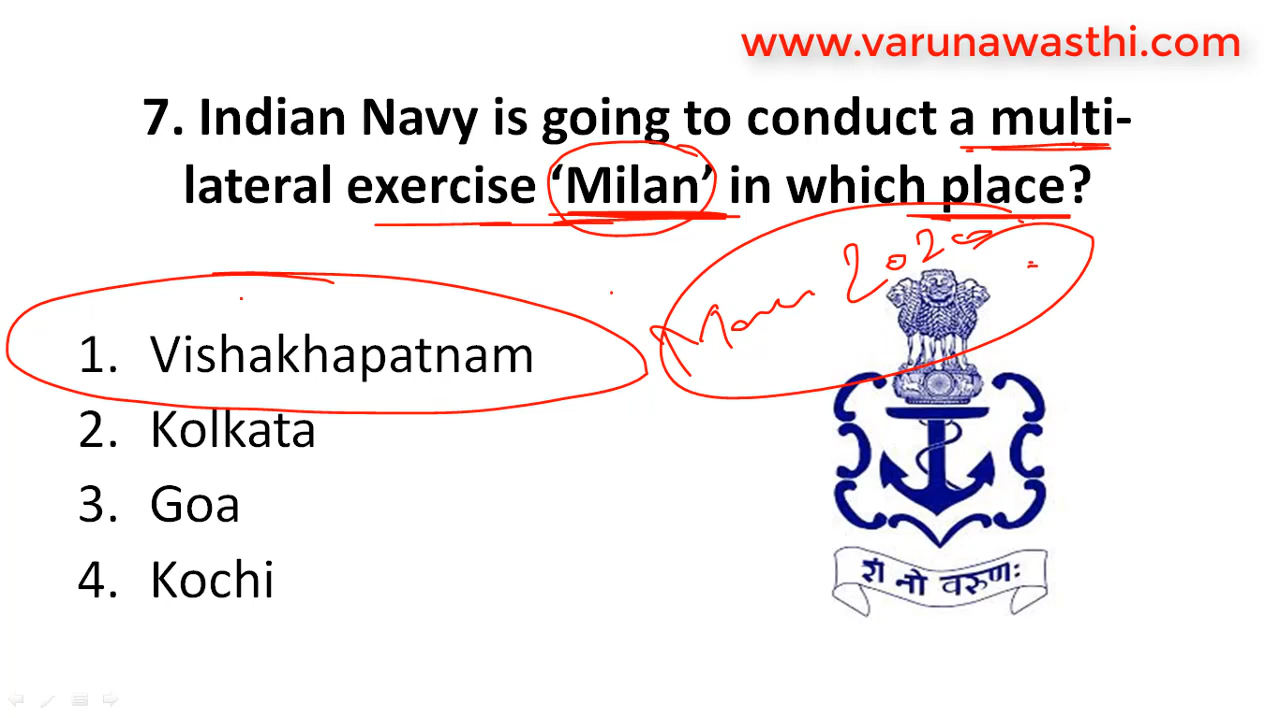 www.varunawasthi.com
7. Indian Navy is going to conduct a multi-
lateral exercise ‘Milan’ in which place?
1. Vishakhapatnam
2. Kolkata
3. Goa
4. Kochi
शं नो वरुणः